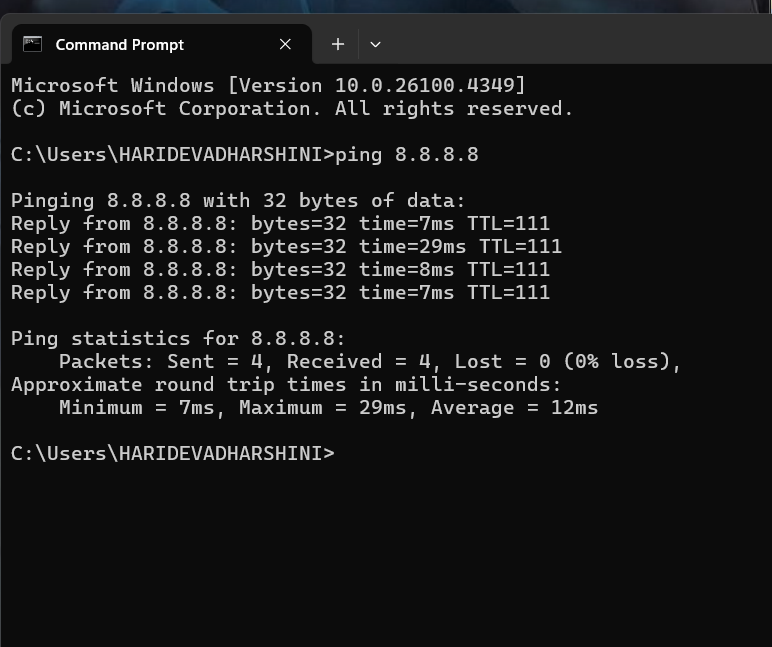 Command Prompt
Microsoft Windows [Version 10.0.26100.4349]
(c) Microsoft Corporation. All rights reserved.
C:\Users\HARIDEVADHARSHINI>ping 8.8.8.8
Pinging 8.8.8.8 with 32 bytes of data:
Reply from 8.8.8.8: bytes=32 time=7ms TTL=111
Reply from 8.8.8.8: bytes=32 time=29ms TTL=111
Reply from 8.8.8.8: bytes=32 time=8ms TTL=111
Reply from 8.8.8.8: bytes=32 time=7ms TTL=111
Ping statistics for 8.8.8.8:
    Packets: Sent = 4, Received = 4, Lost = 0 (0% loss),
Approximate round trip times in milli-seconds:
    Minimum = 7ms, Maximum = 29ms, Average = 12ms
C:\Users\HARIDEVADHARSHINI>